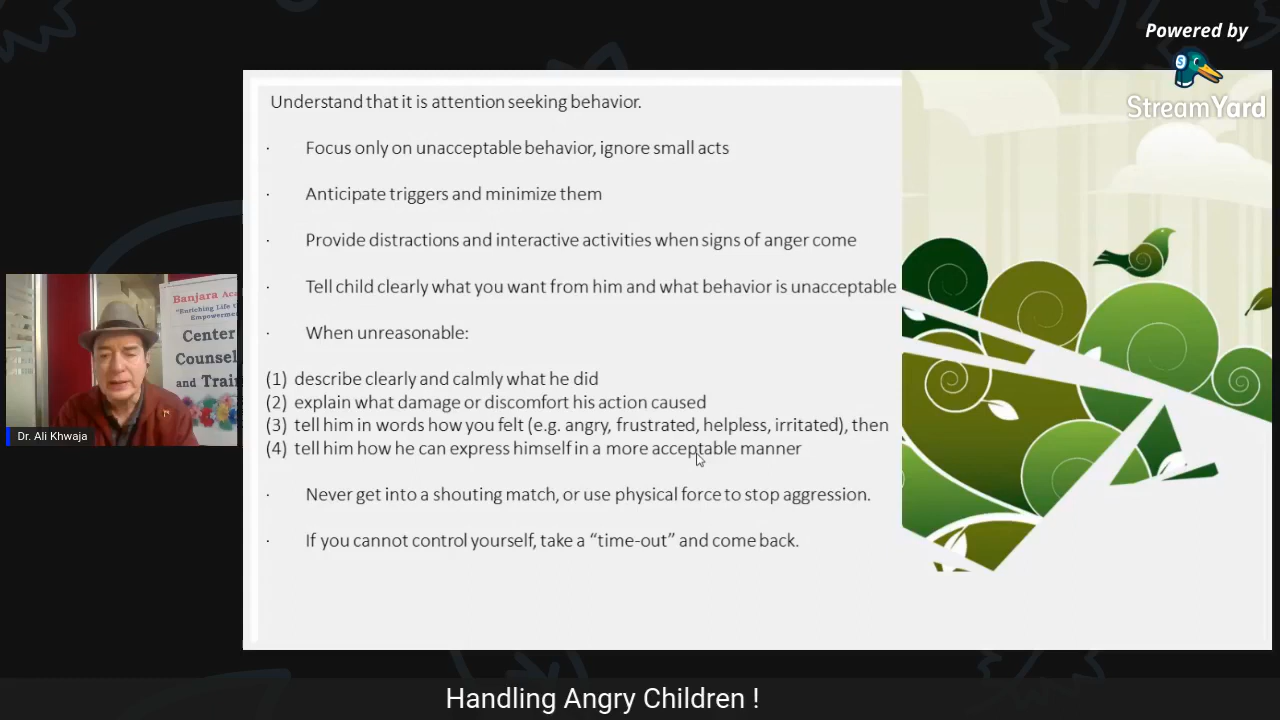 Powered by
StreamYard
Understand that it is attention seeking behavior.
· Focus only on unacceptable behavior, ignore small acts
· Anticipate triggers and minimize them
· Provide distractions and interactive activities when signs of anger come
· Tell child clearly what you want from him and what behavior is unacceptable
· When unreasonable:
(1) describe clearly and calmly what he did
(2) explain what damage or discomfort his action caused
(3) tell him in words how you felt (e.g. angry, frustrated, helpless, irritated), then
(4) tell him how he can express himself in a more acceptable manner
· Never get into a shouting match, or use physical force to stop aggression.
· If you cannot control yourself, take a “time-out” and come back.
Banjara
"Enriching Life
Center
and
Dr. Ali Khwaja
Handling Angry Children !